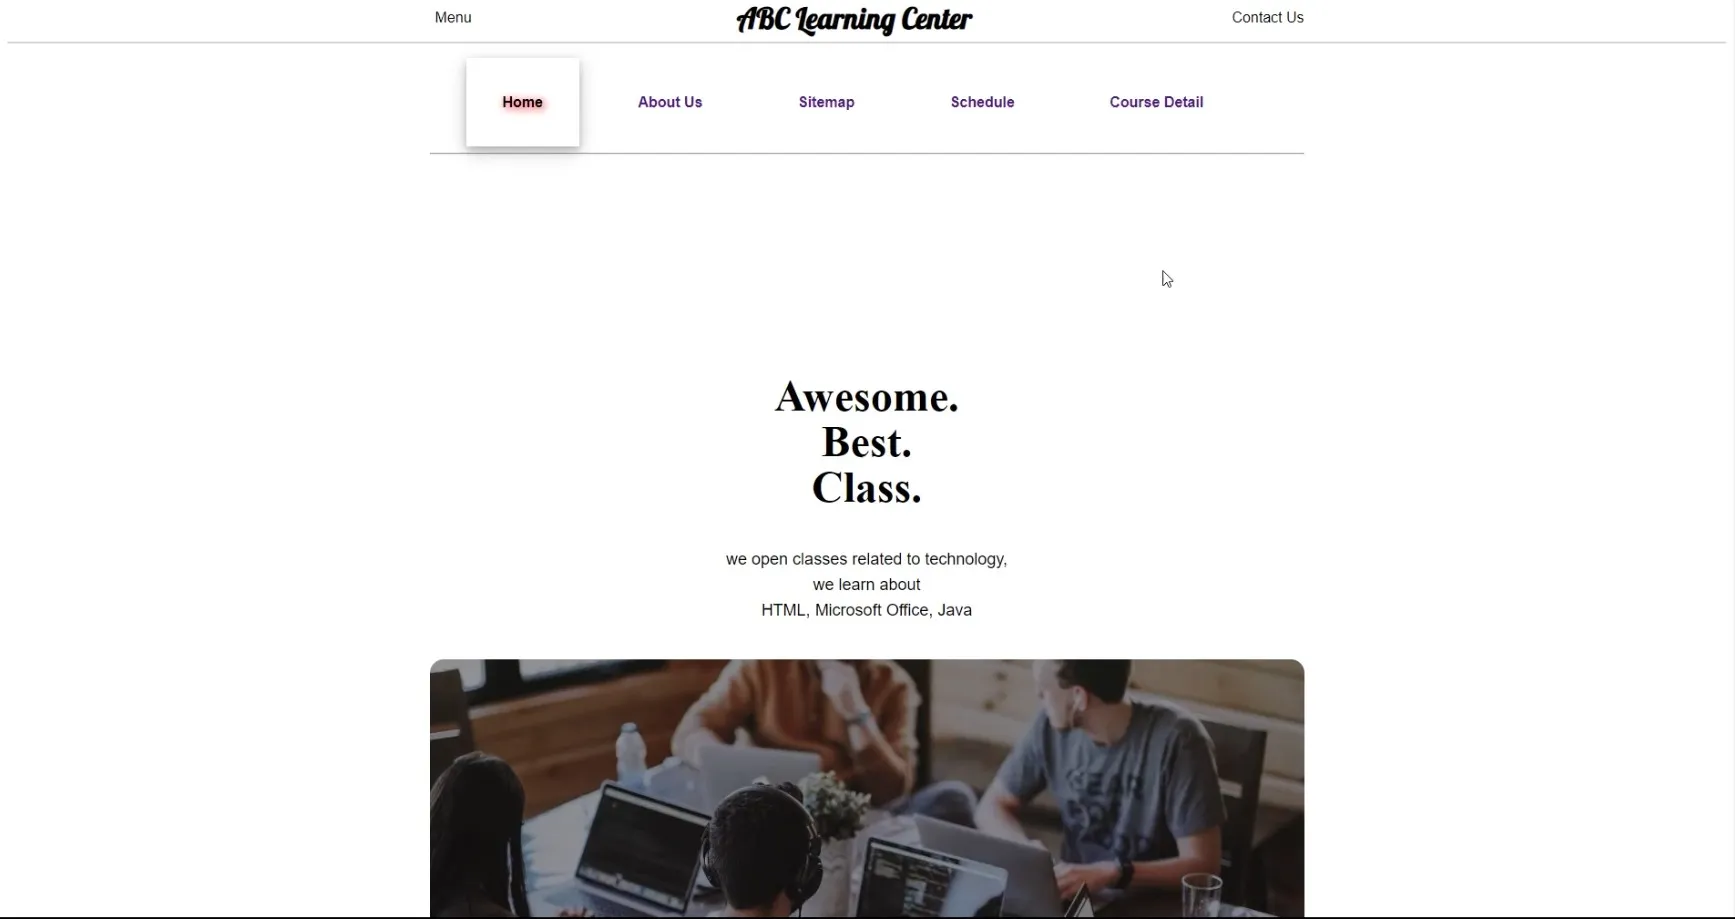 Menu
ABC Learning Center
Contact Us
Home
About Us
Sitemap
Schedule
Course Detail
Awesome.
Best.
Class.
we open classes related to technology,
we learn about
HTML, Microsoft Office, Java